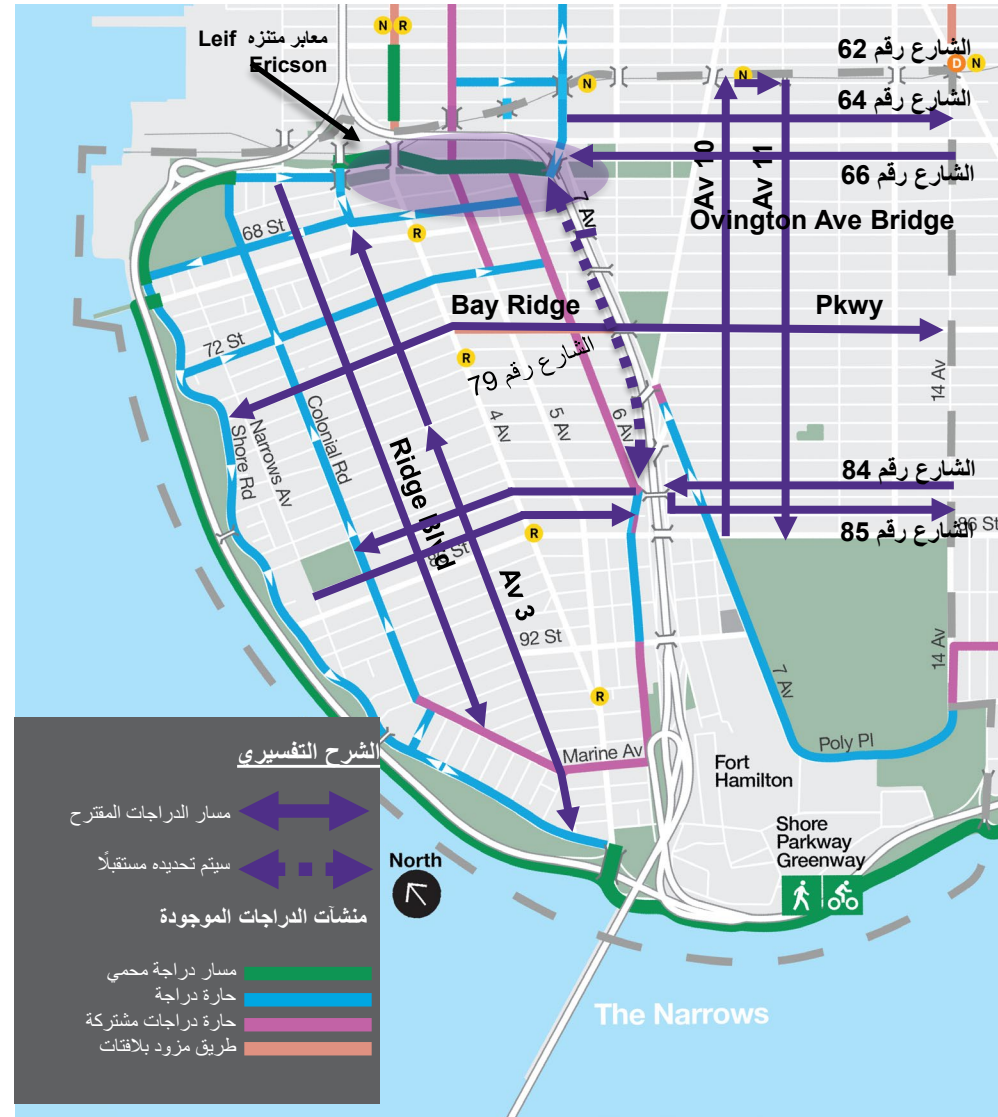 معابر متنزه Leif
Ericson
N R
N
N
D N
الشارع رقم 62
الشارع رقم 64
الشارع رقم 66
Av 10
Av 11
Ovington Ave Bridge
7 Av
68 St
R
72 St
Bay Ridge
Pkwy
R
الشارع رقم 79
14 Av
Shore Rd
Narrows Av
Colonial Rd
Ridge Blvd
Av 3
4 Av
5 Av
6 Av
الشارع رقم 84
الشارع رقم 85
86 St
R
92 St
R
14 Av
7 Av
Poly Pl
Marine Av
Fort
Hamilton
Shore
Parkway
Greenway
North
The Narrows
الشرح التفسيري
مسار الدراجات المقترح
سيتم تحديده مستقبلًا
منشآت الدراجات الموجودة
مسار دراجة محمي
حارة دراجة
حارة دراجات مشتركة
طريق مزود بلافتات